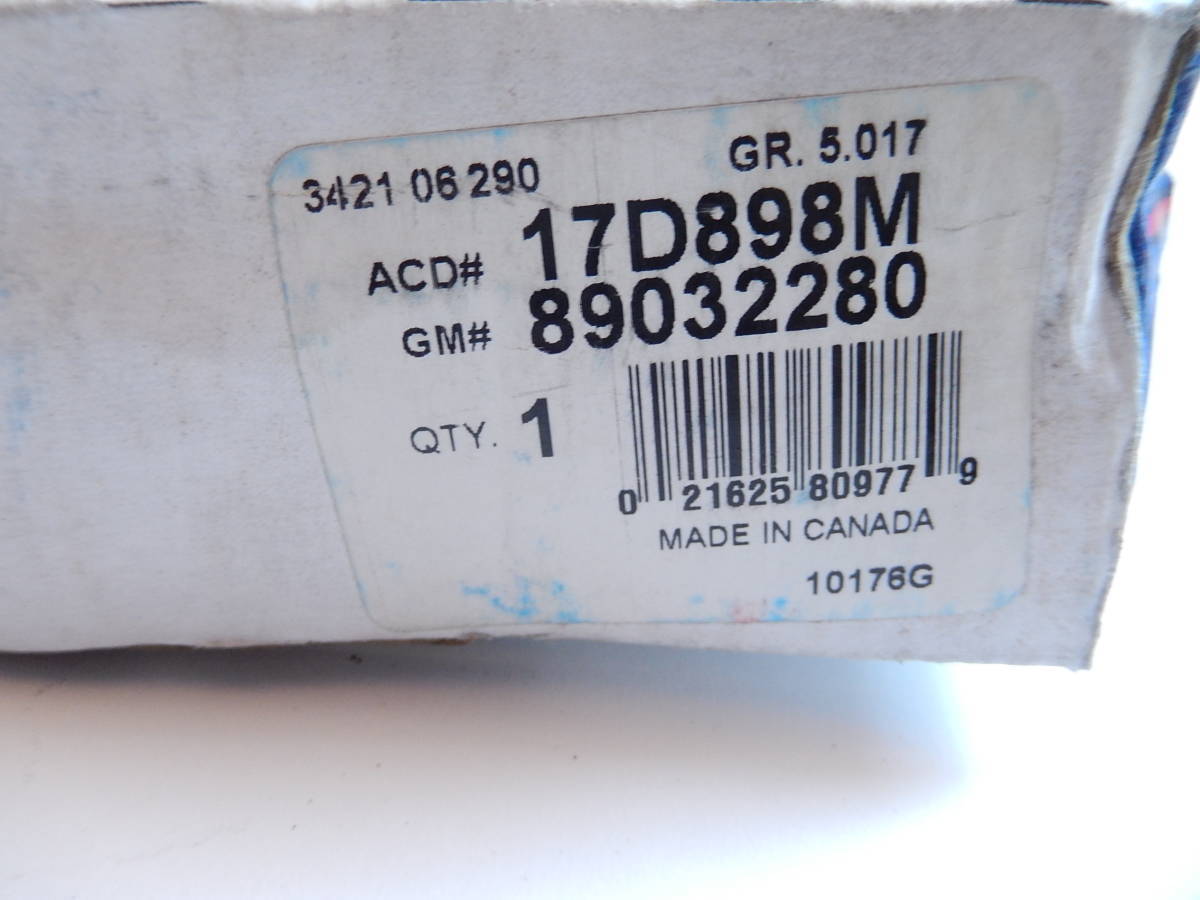 GR. 5.017
3421 06 290
ACD# 17D898M
GM# 89032280
QTY. 1
0 21625 80977 9
MADE IN CANADA
10176G